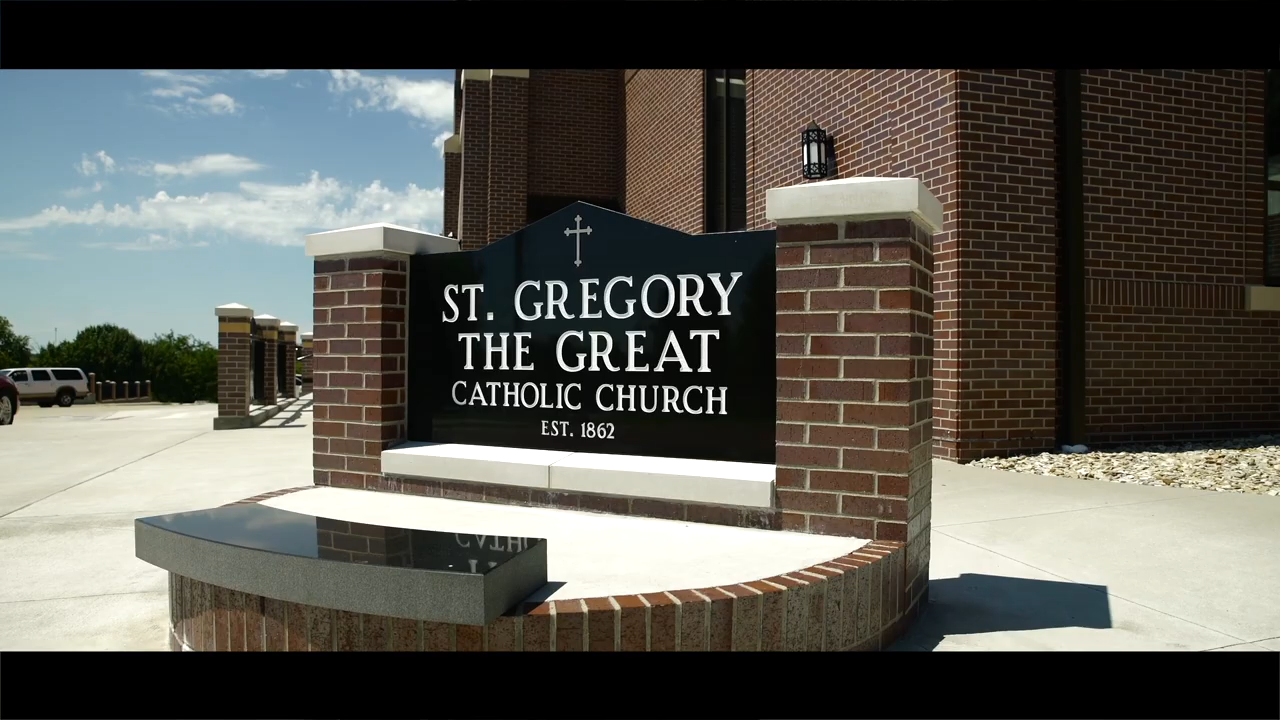 ST. GREGORY
THE GREAT
CATHOLIC CHURCH
EST. 1862